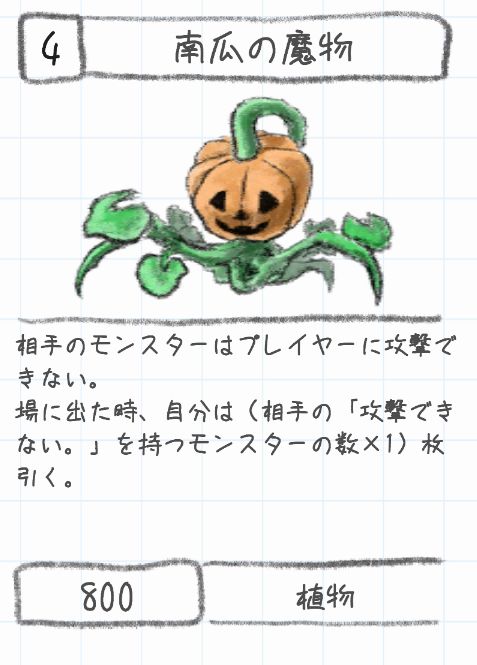 4
南瓜の魔物
相手のモンスターはプレイヤーに攻撃で
きない。
場に出た時、自分は（相手の「攻撃でき
ない。」を持つモンスターの数×1）枚
引く。
800
植物